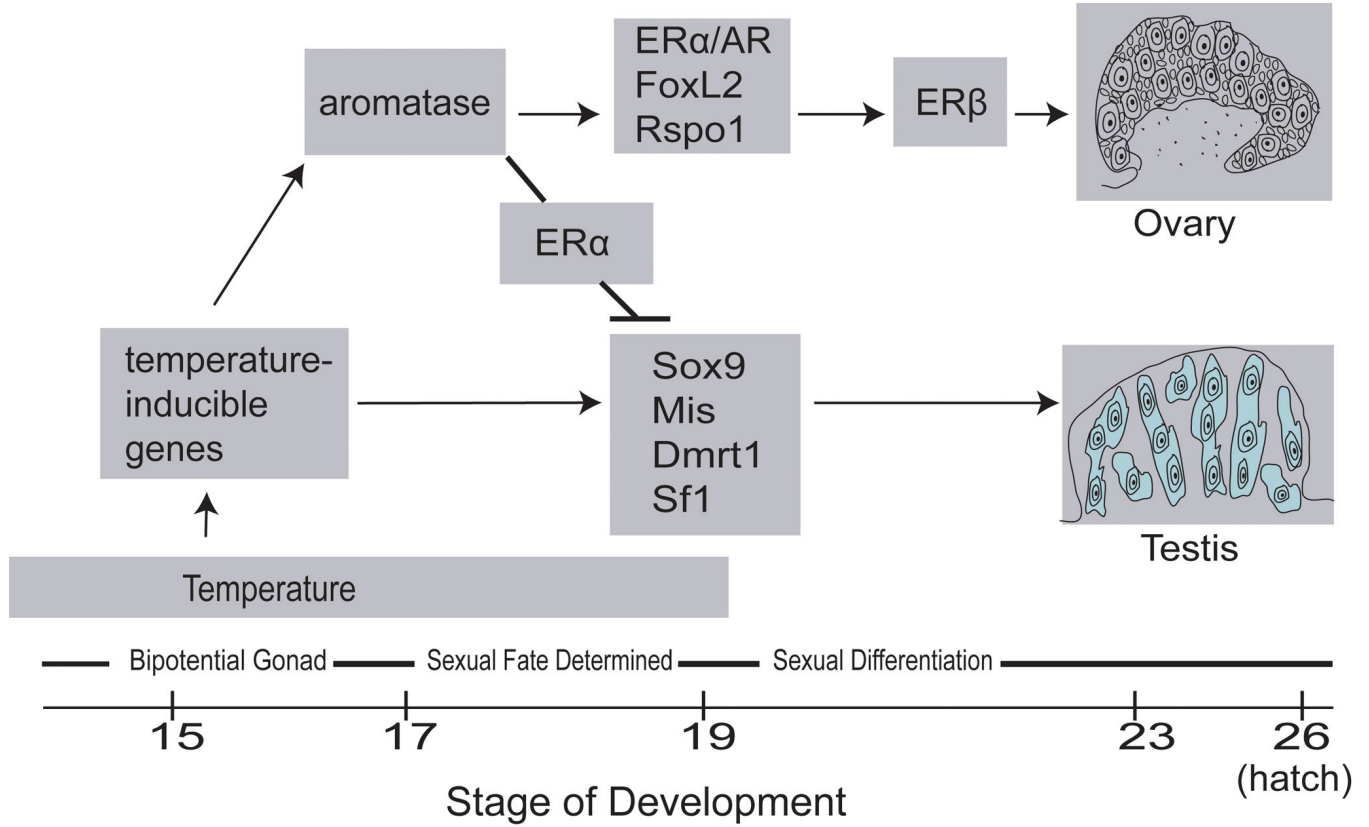 aromatase
ERα/AR
FoxL2
Rspo1
ERβ
Ovary
ERα
temperature-
inducible
genes
Sox9
Mis
Dmrt1
Sf1
Testis
Temperature
Bipotential Gonad
Sexual Fate Determined
Sexual Differentiation
15
17
19
23
26
(hatch)
Stage of Development